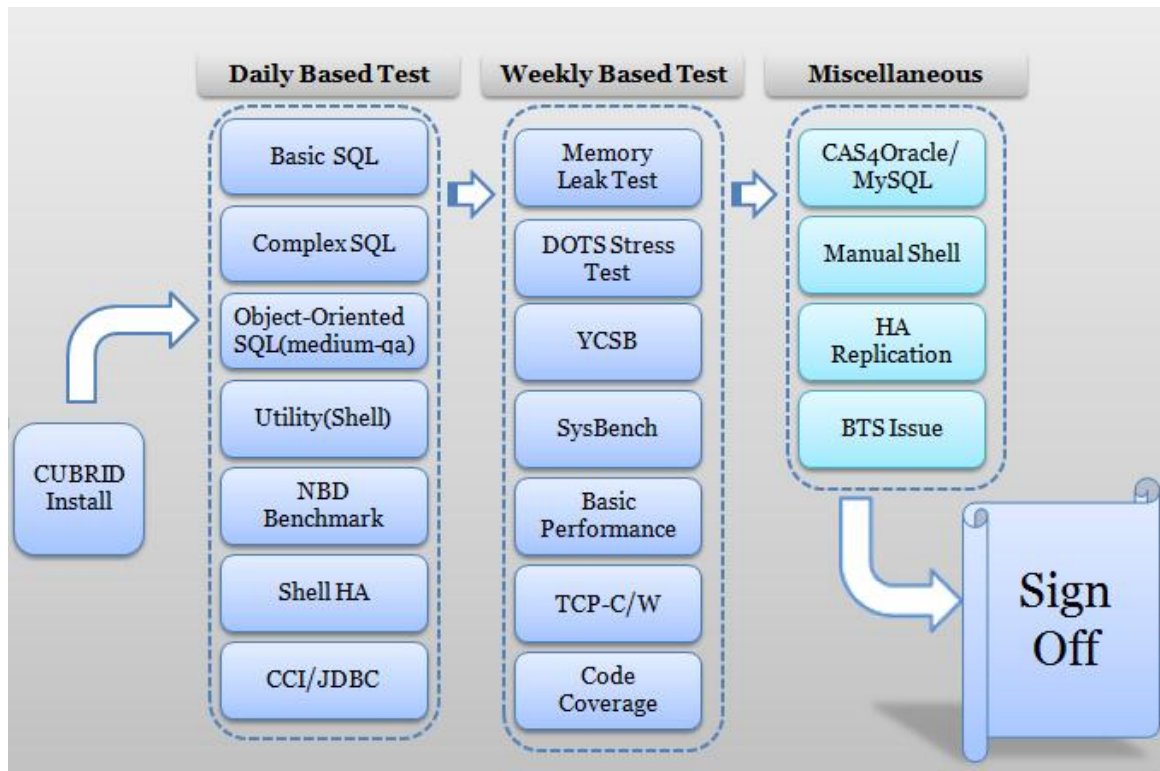 Daily Based Test
Weekly Based Test
Miscellaneous
CUBRID
Install
Basic SQL
Complex SQL
Object-Oriented
SQL(medium-qa)
Utility(Shell)
NBD
Benchmark
Shell HA
CCI/JDBC
Memory
Leak Test
DOTS Stress
Test
YCSB
SysBench
Basic
Performance
TCP-C/W
Code
Coverage
CAS4Oracle/
MySQL
Manual Shell
HA
Replication
BTS Issue
Sign
Off